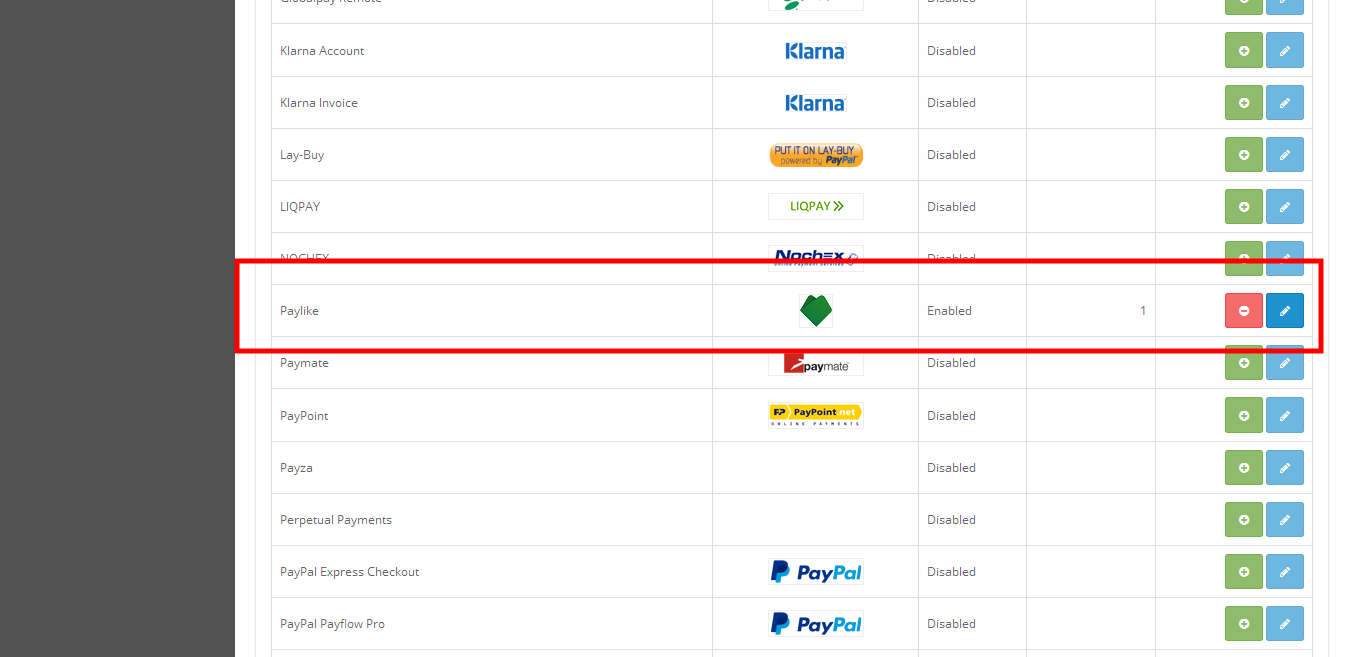 Globalpay Remote Disabled
Klarna Account Klarna Disabled
Klarna Invoice Klarna Disabled
Lay-Buy PUT IT ON LAY-BUY Disabled
powered by PayPal
LIQPAY LIQPAY Disabled
NOCHEX Nochex Disabled
Paylike Enabled 1
Paymate paymate Disabled
PayPoint PP PayPoint net Disabled
ONLINE PAYMENTS
Payza Disabled
Perpetual Payments Disabled
PayPal Express Checkout PayPal Disabled
PayPal Payflow Pro PayPal Disabled